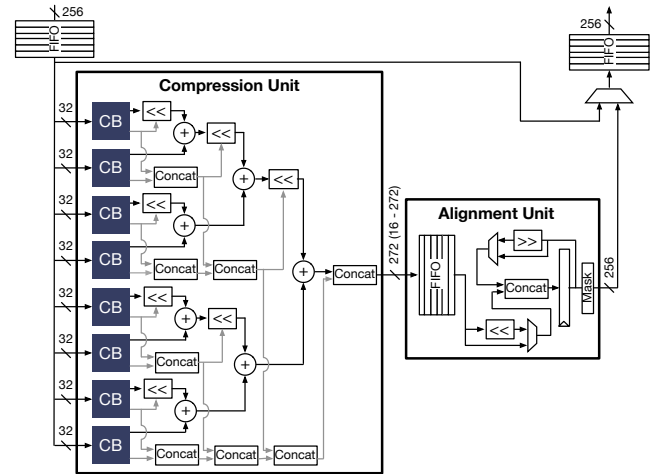 256
FIFO
256
FIFO
Compression Unit
32
CB
<<
+
<<
32
CB
Concat
+
<<
32
CB
<<
+
32
CB
Concat
Concat
+
Concat
272 (16 - 272)
32
CB
<<
+
<<
32
CB
Concat
+
32
CB
<<
+
32
CB
Concat
Concat
Concat
Alignment Unit
FIFO
>>
Concat
<<
Mask
256